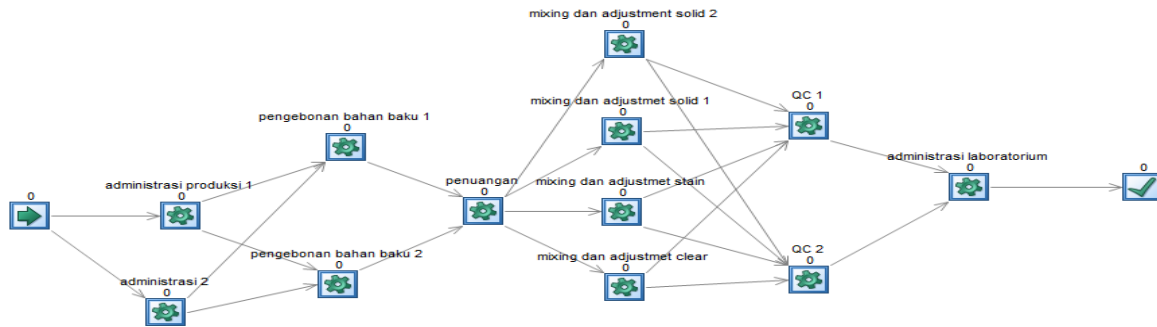 mixing dan adjustment solid 2
0
mixing dan adjustmet solid 1
0
QC 1
0
pengebonan bahan baku 1
0
administrasi laboratorium
0
0
0
administrasi produksi 1
0
penuangan
0
mixing dan adjustmet stain
0
pengebonan bahan baku 2
0
mixing dan adjustmet clear
0
QC 2
0
administrasi 2
0